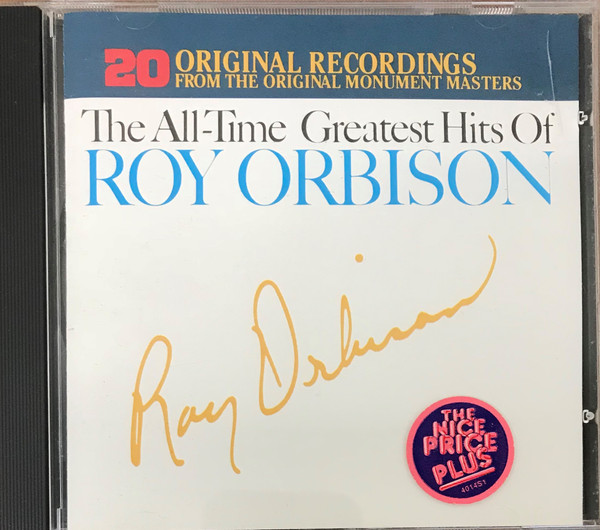 20 ORIGINAL RECORDINGS
FROM THE ORIGINAL MONUMENT MASTERS
The All-Time Greatest Hits Of
ROY ORBISON
Roy Orbison
THE
NICE
PRICE
PLUS
401451